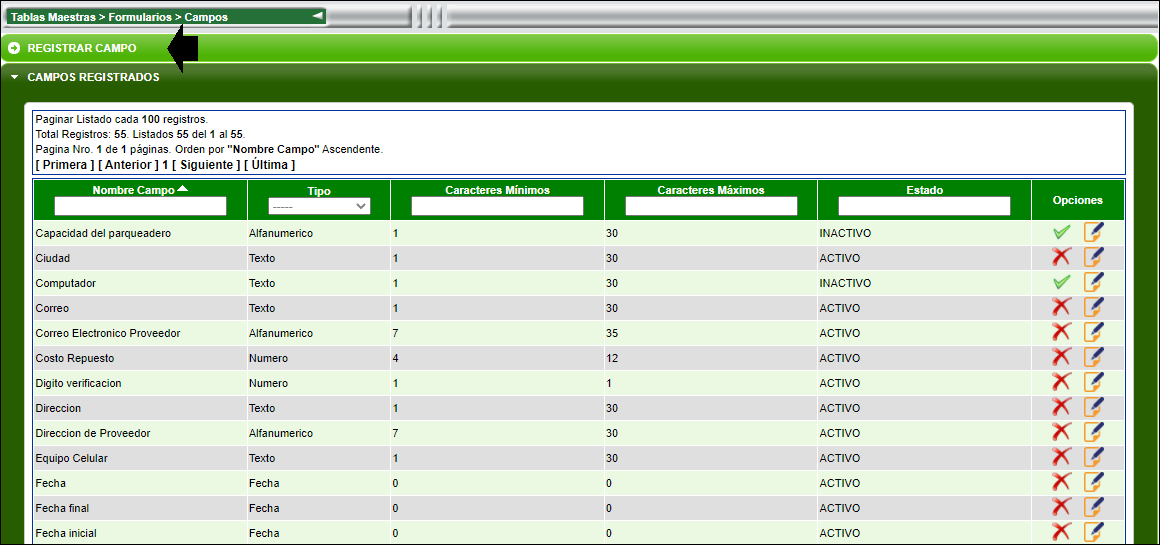 Tablas Maestras > Formularios > Campos
REGISTRAR CAMPO
CAMPOS REGISTRADOS
Paginar Listado cada 100 registros.
Total Registros: 55. Listados 55 del 1 al 55.
Pagina Nro. 1 de 1 páginas. Orden por "Nombre Campo" Ascendente.
[ Primera ] [ Anterior ] 1 [ Siguiente ] [ Última ]
Nombre Campo Tipo Caracteres Mínimos Caracteres Máximos Estado Opciones
-----
Capacidad del parqueadero Alfanumerico 1 30 INACTIVO
Ciudad Texto 1 30 ACTIVO
Computador Texto 1 30 INACTIVO
Correo Texto 1 30 ACTIVO
Correo Electronico Proveedor Alfanumerico 7 35 ACTIVO
Costo Repuesto Numero 4 12 ACTIVO
Digito verificacion Numero 1 1 ACTIVO
Direccion Texto 1 30 ACTIVO
Direccion de Proveedor Alfanumerico 7 30 ACTIVO
Equipo Celular Texto 1 30 ACTIVO
Fecha Fecha 0 0 ACTIVO
Fecha final Fecha 0 0 ACTIVO
Fecha inicial Fecha 0 0 ACTIVO